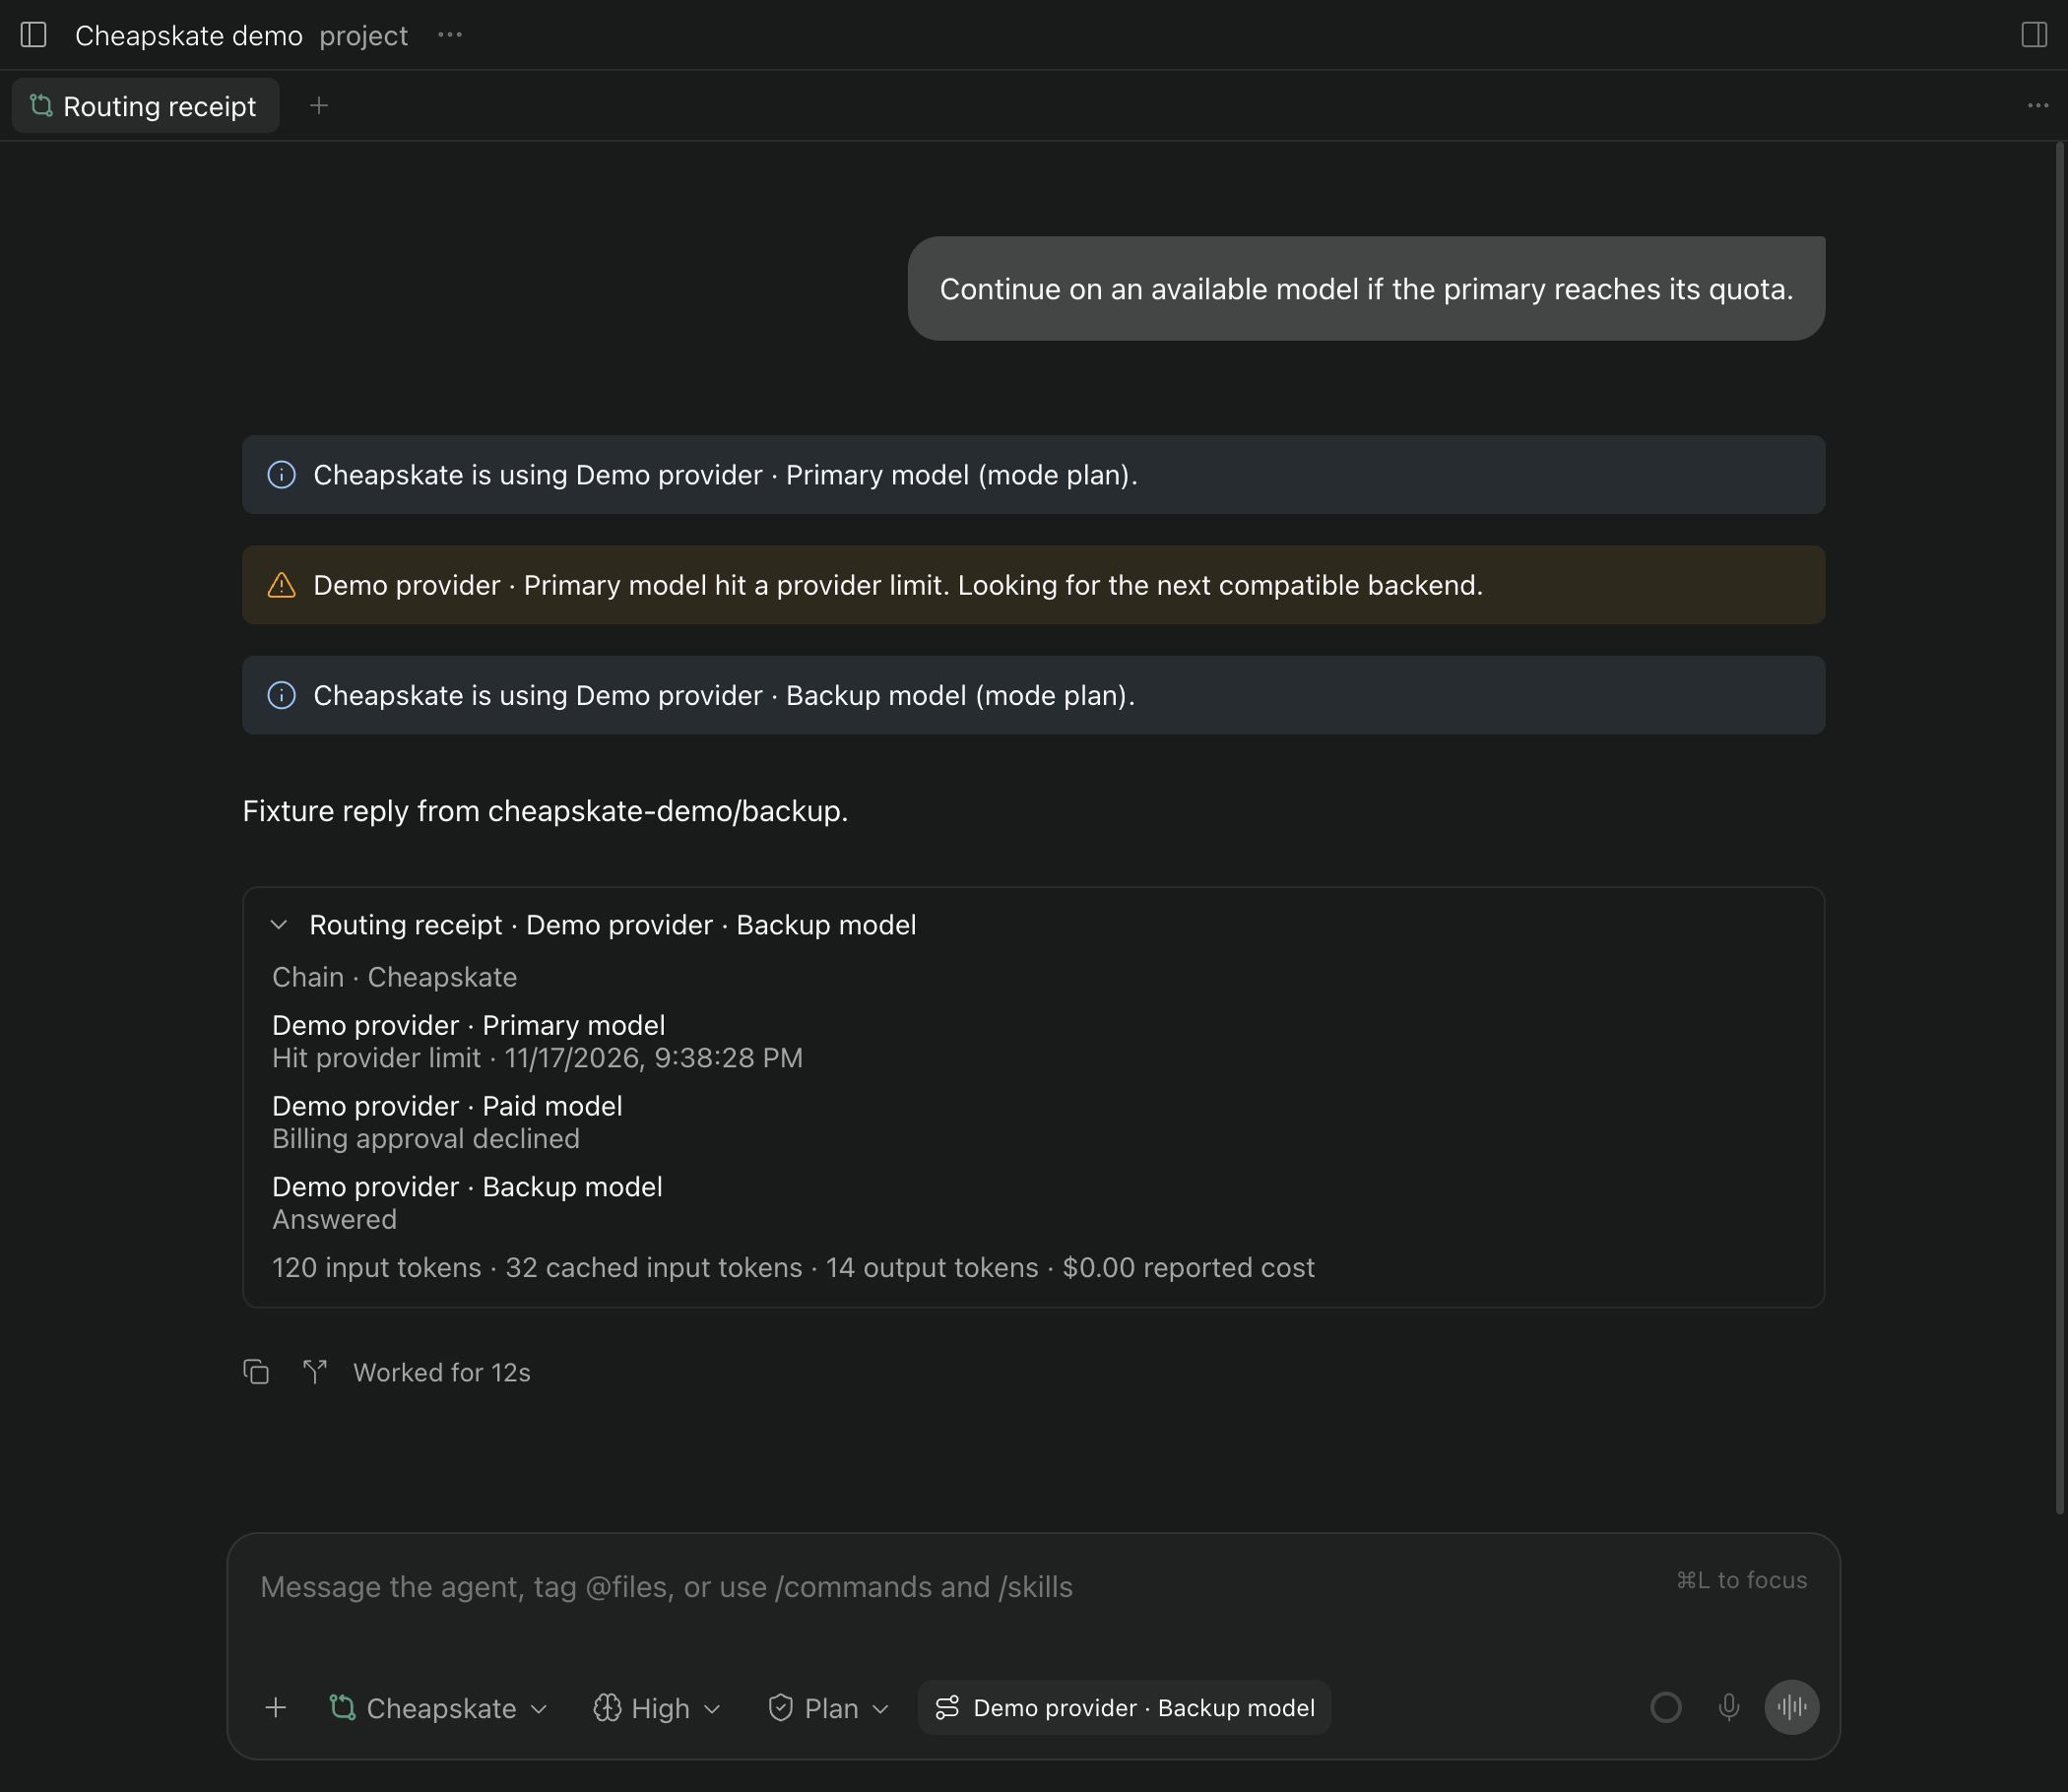 Cheapskate demo project
Routing receipt
Continue on an available model if the primary reaches its quota.
Cheapskate is using Demo provider · Primary model (mode plan).
Demo provider · Primary model hit a provider limit. Looking for the next compatible backend.
Cheapskate is using Demo provider · Backup model (mode plan).
Fixture reply from cheapskate-demo/backup.
Routing receipt · Demo provider · Backup model
Chain · Cheapskate
Demo provider · Primary model
Hit provider limit · 11/17/2026, 9:38:28 PM
Demo provider · Paid model
Billing approval declined
Demo provider · Backup model
Answered
120 input tokens · 32 cached input tokens · 14 output tokens · $0.00 reported cost
Worked for 12s
Message the agent, tag @files, or use /commands and /skills
⌘L to focus
Cheapskate High Plan Demo provider · Backup model